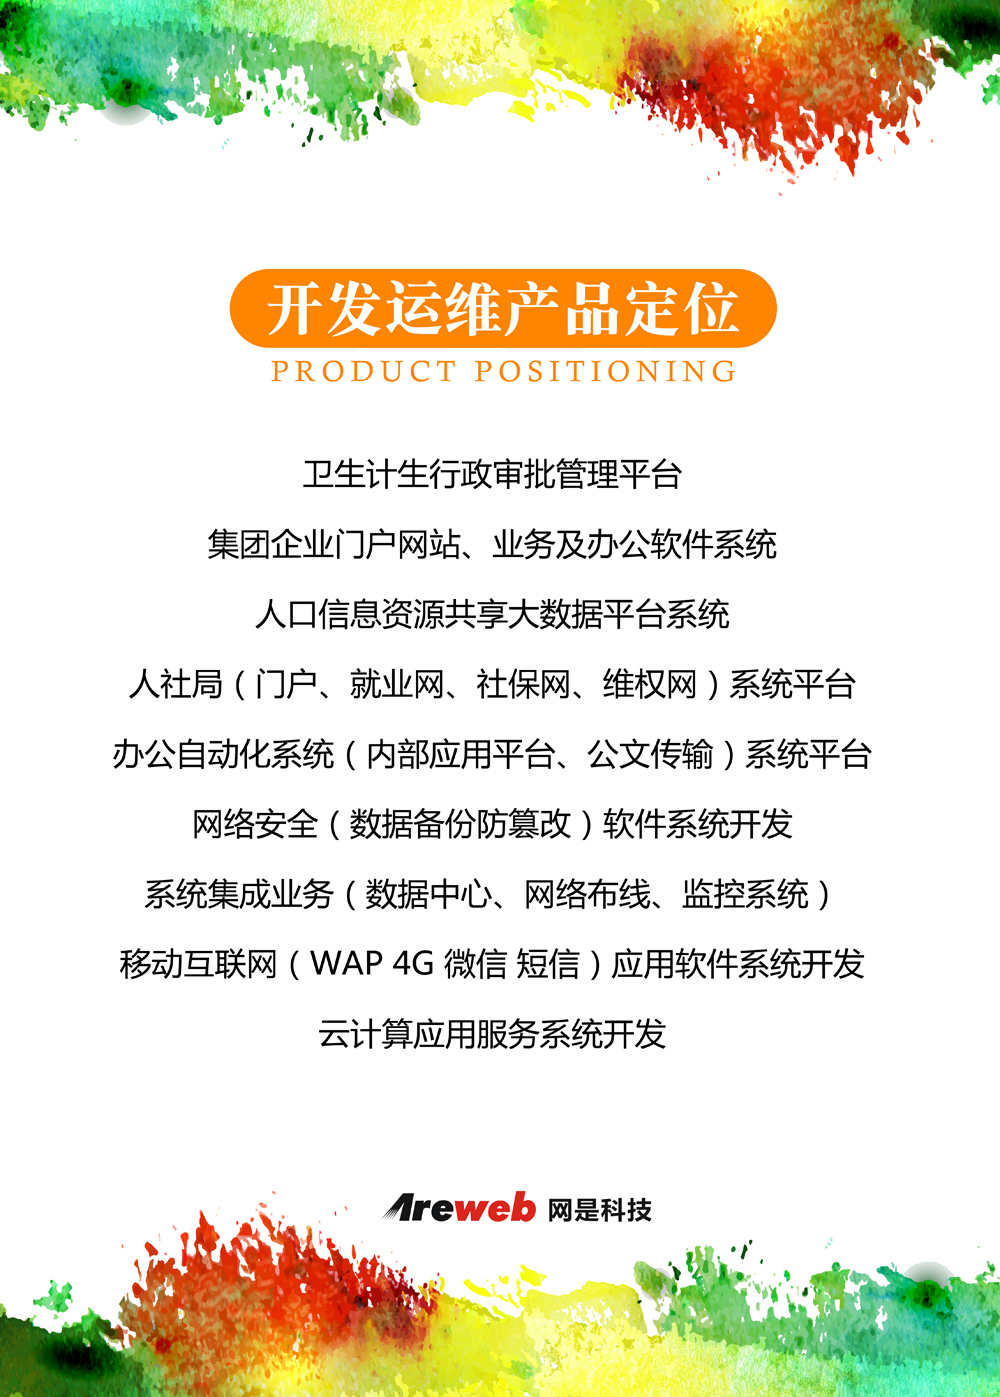 开发运维产品定位
PRODUCT POSITIONING
卫生计生行政审批管理平台
集团企业门户网站、业务及办公软件系统
人口信息资源共享大数据平台系统
人社局（门户、就业网、社保网、维权网）系统平台
办公自动化系统（内部应用平台、公文传输）系统平台
网络安全（数据备份防篡改）软件系统开发
系统集成业务（数据中心、网络布线、监控系统）
移动互联网（WAP 4G 微信 短信）应用软件系统开发
云计算应用服务系统开发
Areweb 网是科技